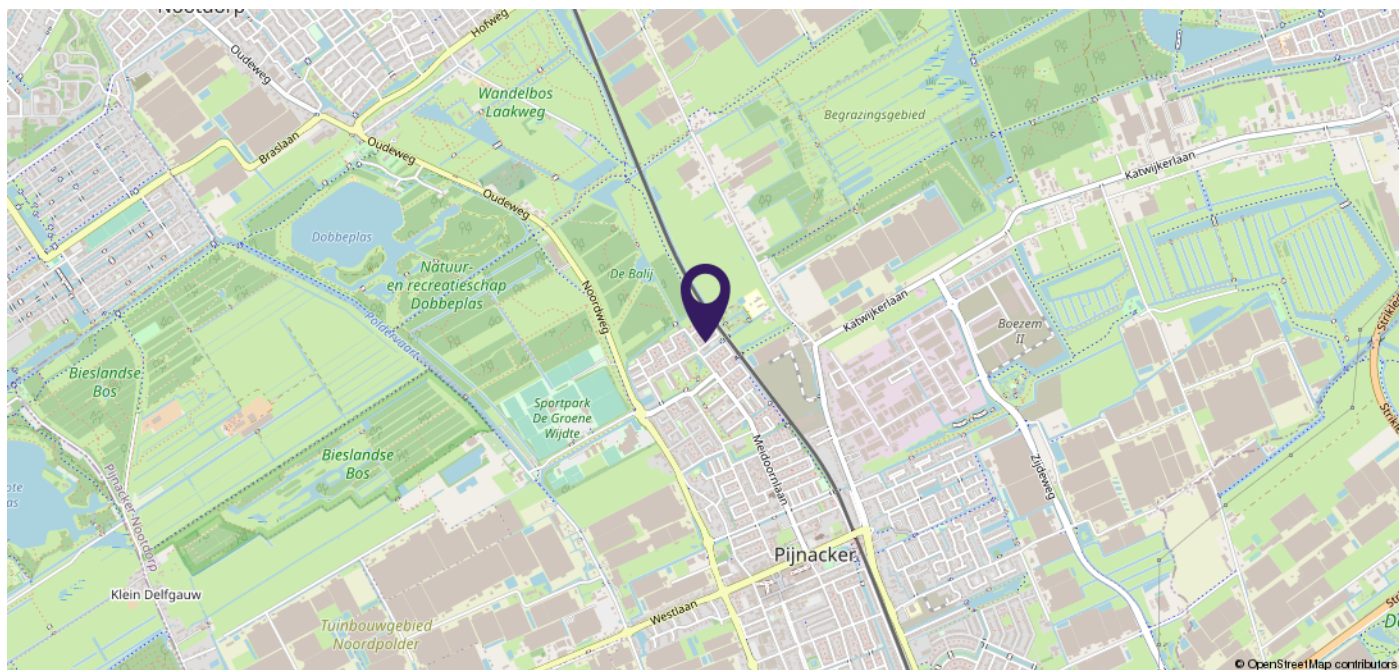 Nootdorp
Oudeweg
Hofweg
Wandelbos
Laakweg
Begrazingsgebied
Braslaan
Oudeweg
Katwijkerlaan
Oudeweg
Dobbeplas
Natuur-
en recreatieschap
Dobbeplas
De Balij
Noordweg
Poldervaart
Katwijkerlaan
Boezem
II
Bieslandse
Bos
Sportpark
De Groene
Wijdte
Bieslandse
Bos
Meidoornlaan
Zijdeweg
Pijnacker-Nootdorp
Pijnacker
Klein Delfgauw
Westlaan
Tuinbouwgebied
Noordpolder
© OpenStreetMap contributor